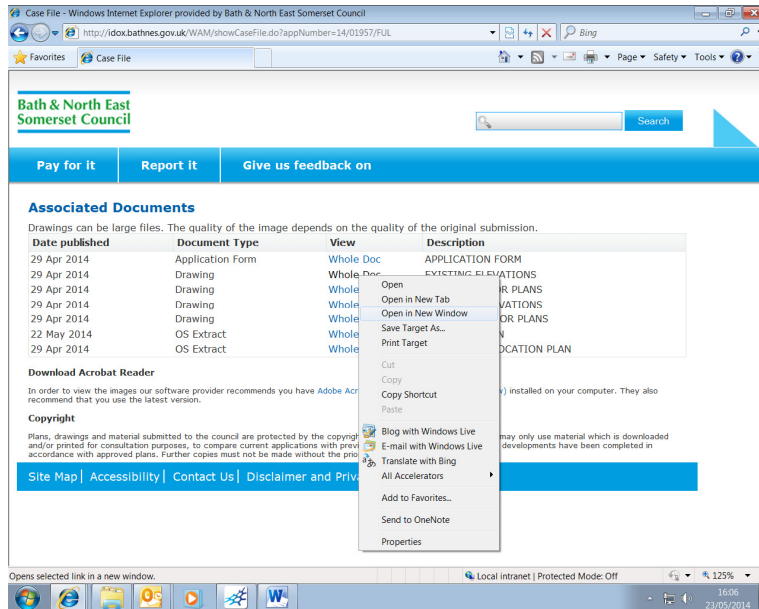 Case File - Windows Internet Explorer provided by Bath & North East Somerset Council
http://idox.bathnes.gov.uk/WAM/showCaseFile.do?appNumber=14/01957/FUL
Bing
Favorites Case File Page Safety Tools
Bath & North East
Somerset Council
Search
Pay for it Report it Give us feedback on
Associated Documents
Drawings can be large files. The quality of the image depends on the quality of the original submission.
Date published Document Type View Description
29 Apr 2014 Application Form Whole Doc APPLICATION FORM
29 Apr 2014 Drawing Whole Doc EXISTING ELEVATIONS
29 Apr 2014 Drawing Whole R PLANS
29 Apr 2014 Drawing Whole VATIONS
29 Apr 2014 Drawing Whole OR PLANS
22 May 2014 OS Extract Whole N
29 Apr 2014 OS Extract Whole OCATION PLAN
Open
Open in New Tab
Open in New Window
Save Target As...
Print Target
Cut
Copy
Copy Shortcut
Paste
Blog with Windows Live
E-mail with Windows Live
Translate with Bing
All Accelerators
Add to Favorites...
Send to OneNote
Properties
Download Acrobat Reader
In order to view the images our software provider recommends you have Adobe Acr ) installed on your computer. They also
recommend that you use the latest version.
Copyright
Plans, drawings and material submitted to the council are protected by the copyrigh may only use material which is downloaded
and/or printed for consultation purposes, to compare current applications with previ developments have been completed in
accordance with approved plans. Further copies must not be made without the prio
Site Map| Accessibility| Contact Us| Disclaimer and Priva
Opens selected link in a new window. Local intranet | Protected Mode: Off 125%
16:06
23/05/2014